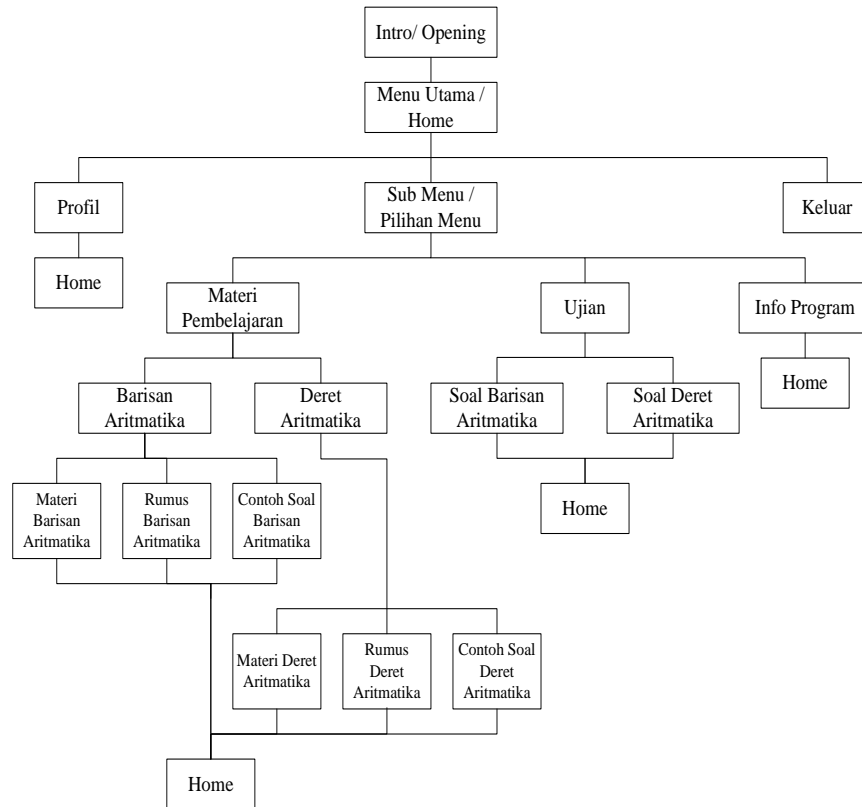 Intro/ Opening
Menu Utama /
Home
Profil
Sub Menu /
Pilihan Menu
Keluar
Home
Materi
Pembelajaran
Ujian
Info Program
Home
Barisan
Aritmatika
Deret
Aritmatika
Soal Barisan
Aritmatika
Soal Deret
Aritmatika
Materi
Barisan
Aritmatika
Rumus
Barisan
Aritmatika
Contoh Soal
Barisan
Aritmatika
Home
Materi Deret
Aritmatika
Rumus
Deret
Aritmatika
Contoh Soal
Deret
Aritmatika
Home